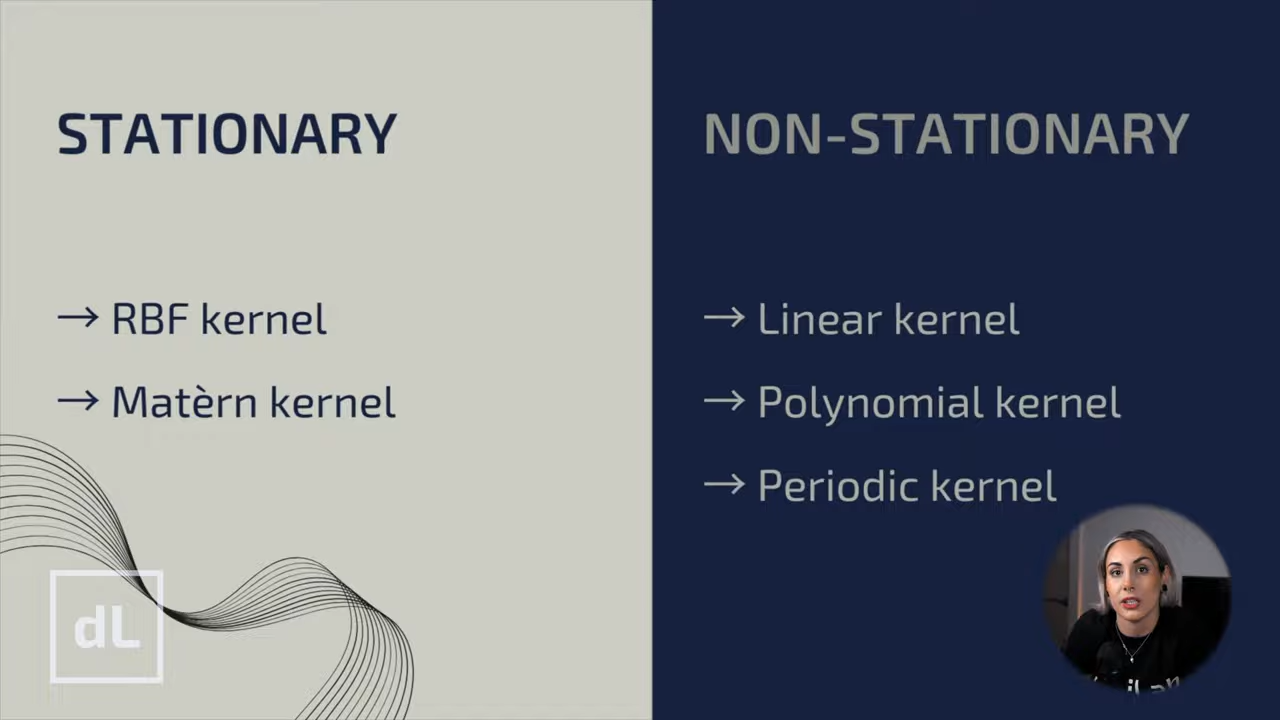 STATIONARY
→ RBF kernel
→ Matèrn kernel
NON-STATIONARY
→ Linear kernel
→ Polynomial kernel
→ Periodic kernel
dL